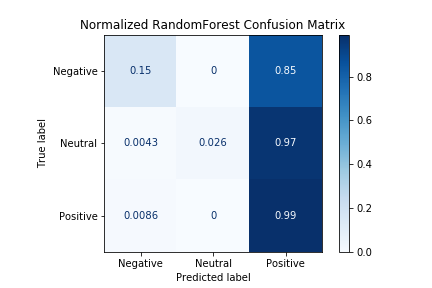 Normalized RandomForest Confusion Matrix
Negative 0.15 0 0.85
Neutral 0.0043 0.026 0.97
Positive 0.0086 0 0.99
Negative Neutral Positive
Predicted label
True label
0.8
0.6
0.4
0.2
0.0